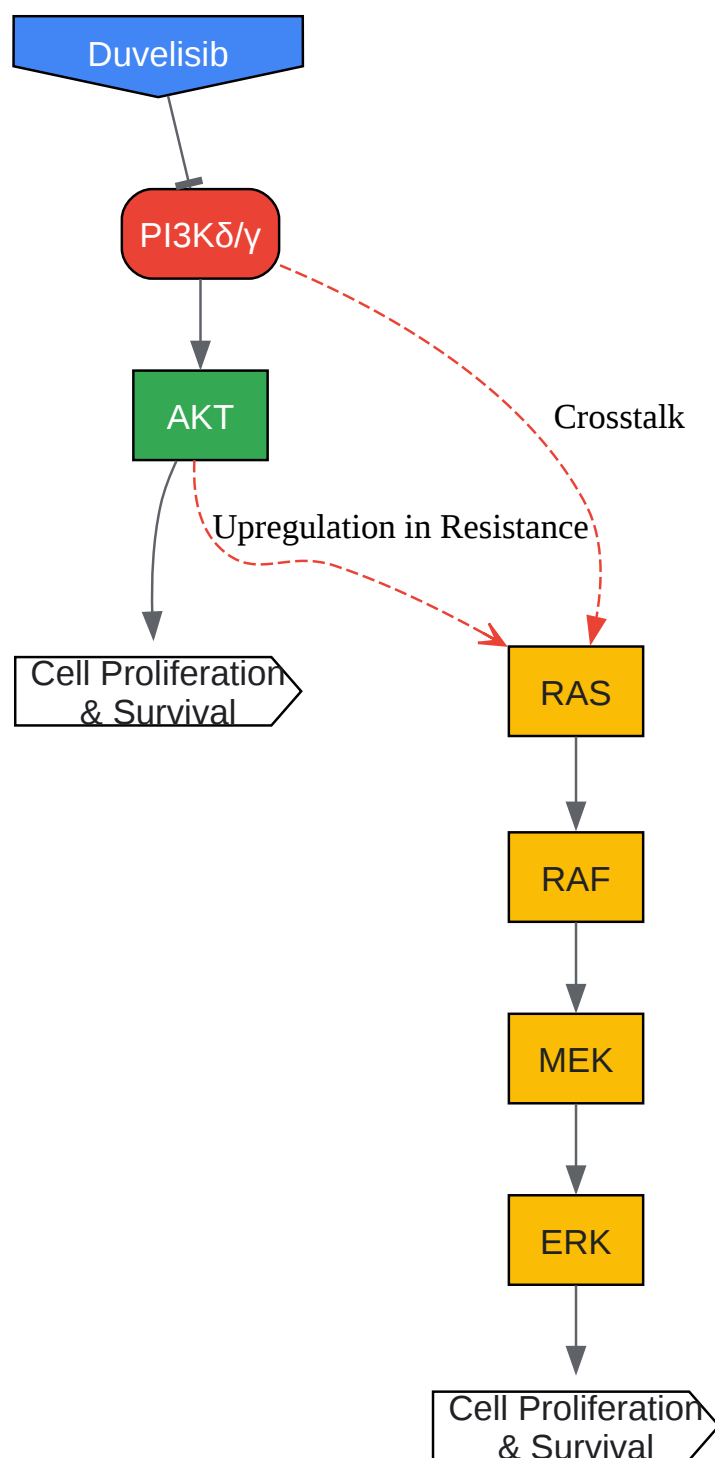 Duvelisib
PI3Kδ/γ
AKT
Crosstalk
Upregulation in Resistance
Cell Proliferation
& Survival
RAS
RAF
MEK
ERK
Cell Proliferation
& Survival